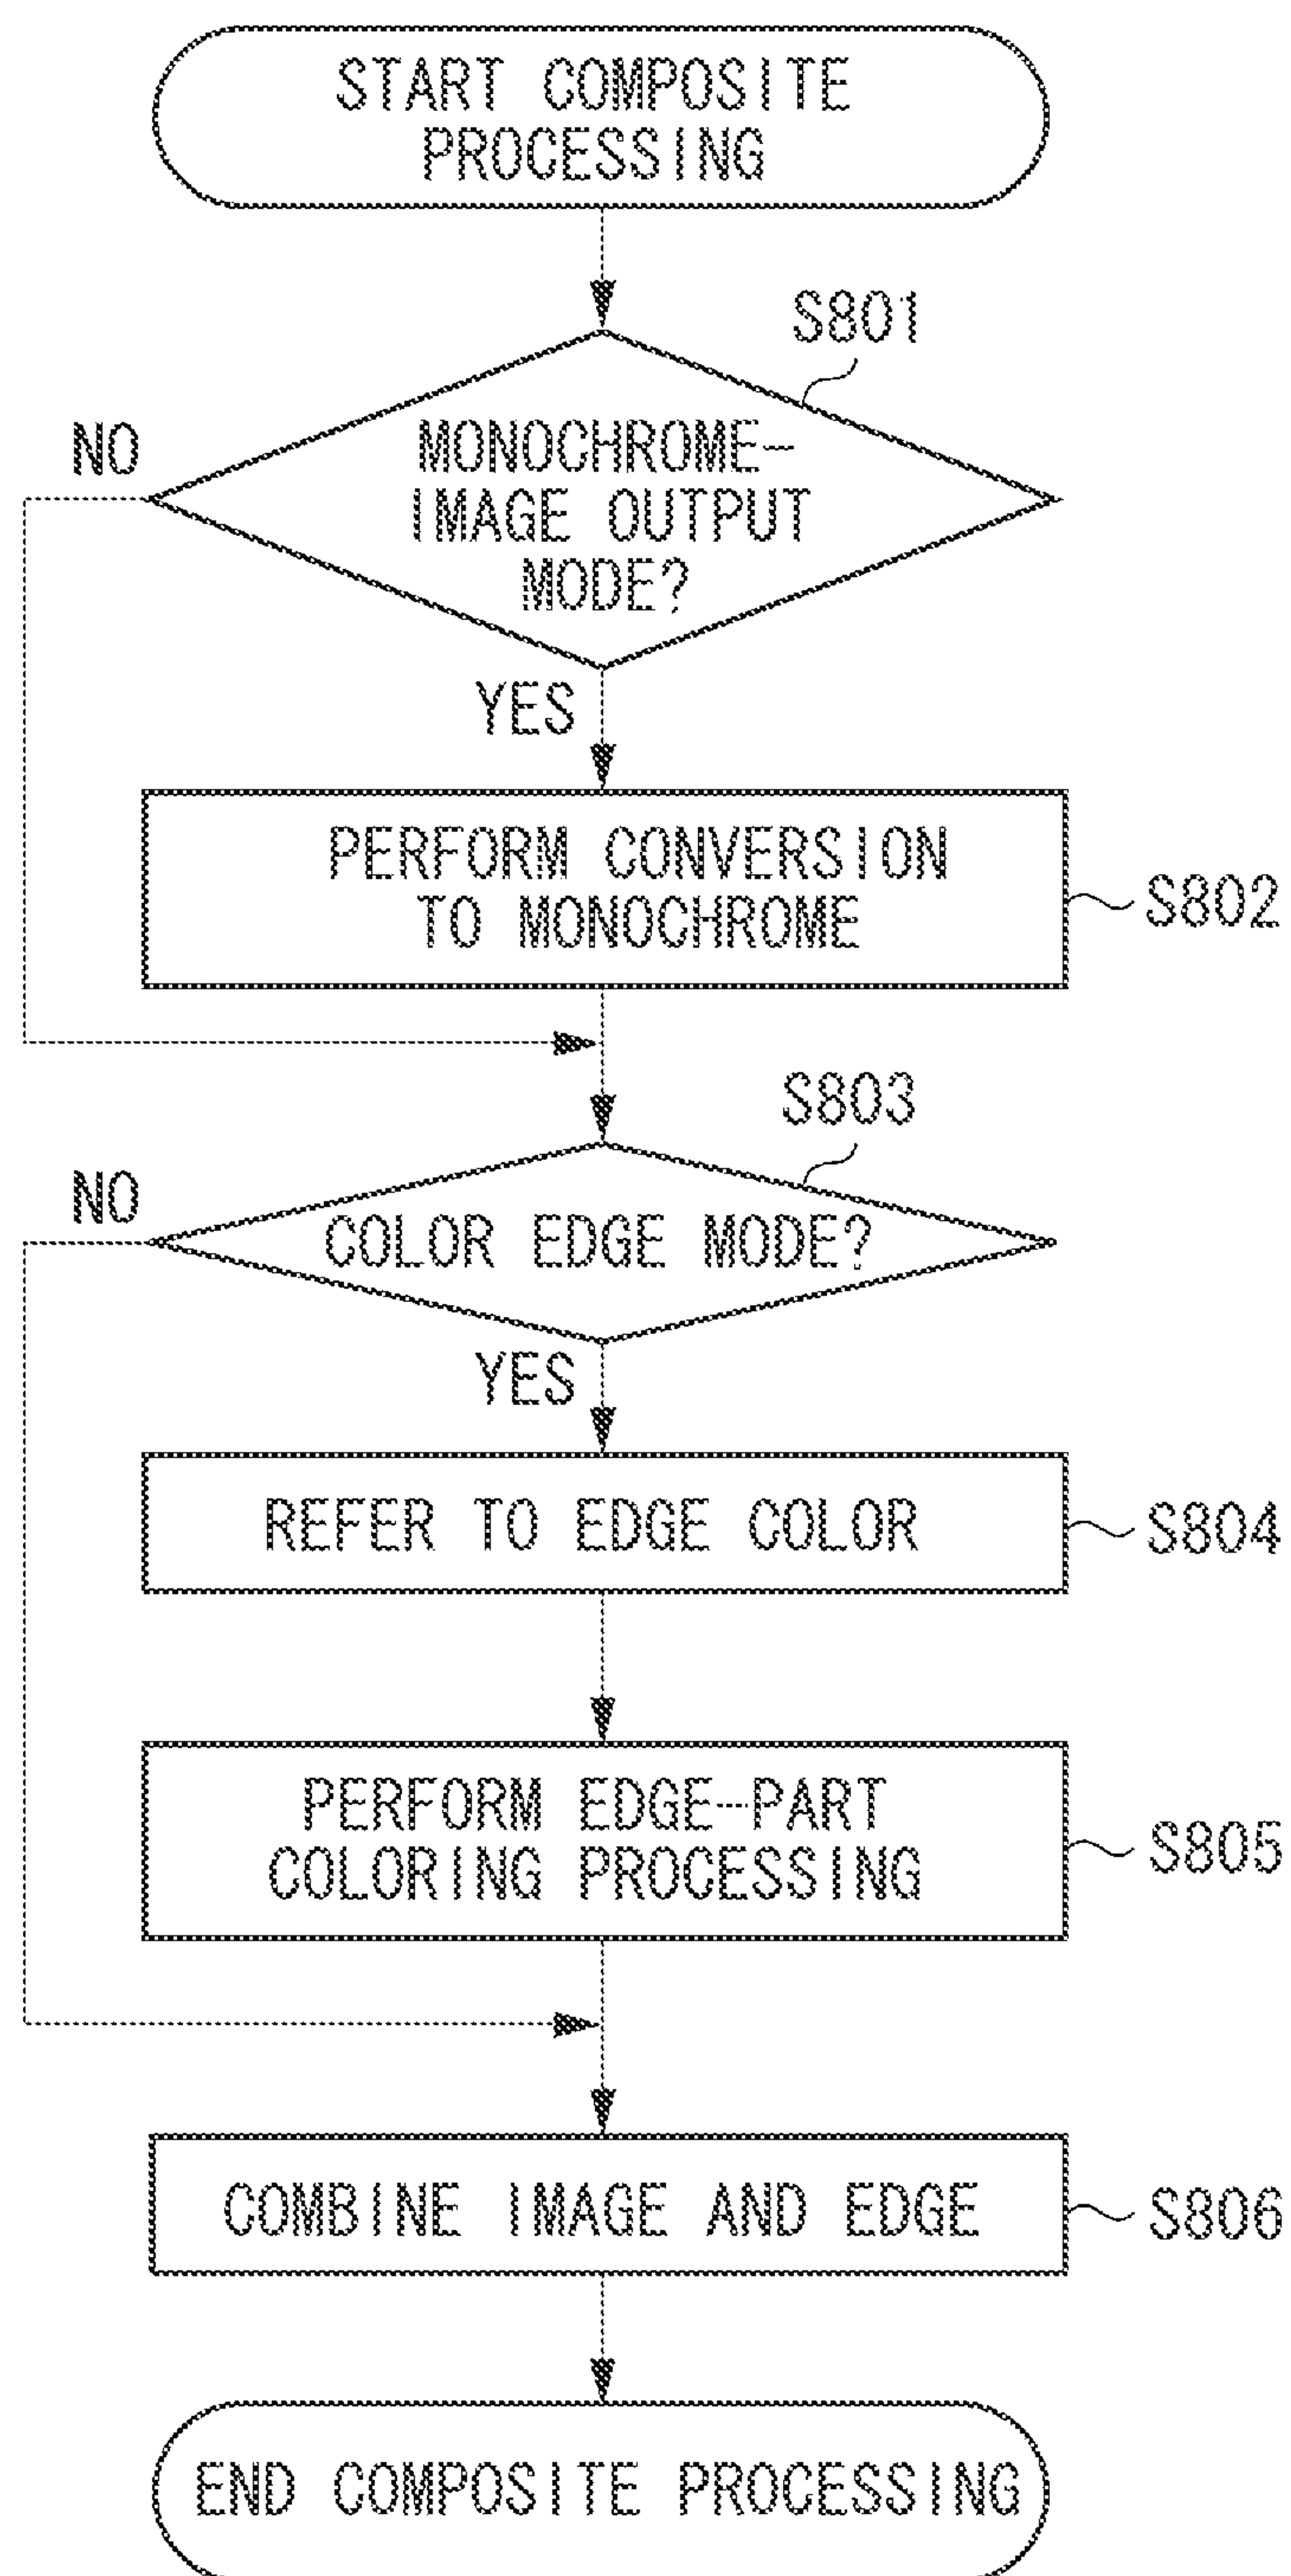 START COMPOSITE
PROCESSING
S801
NO
MONOCHROME-
IMAGE OUTPUT
MODE?
YES
PERFORM CONVERSION
TO MONOCHROME
S802
S803
NO
COLOR EDGE MODE?
YES
REFER TO EDGE COLOR
S804
PERFORM EDGE-PART
COLORING PROCESSING
S805
COMBINE IMAGE AND EDGE
S806
END COMPOSITE PROCESSING